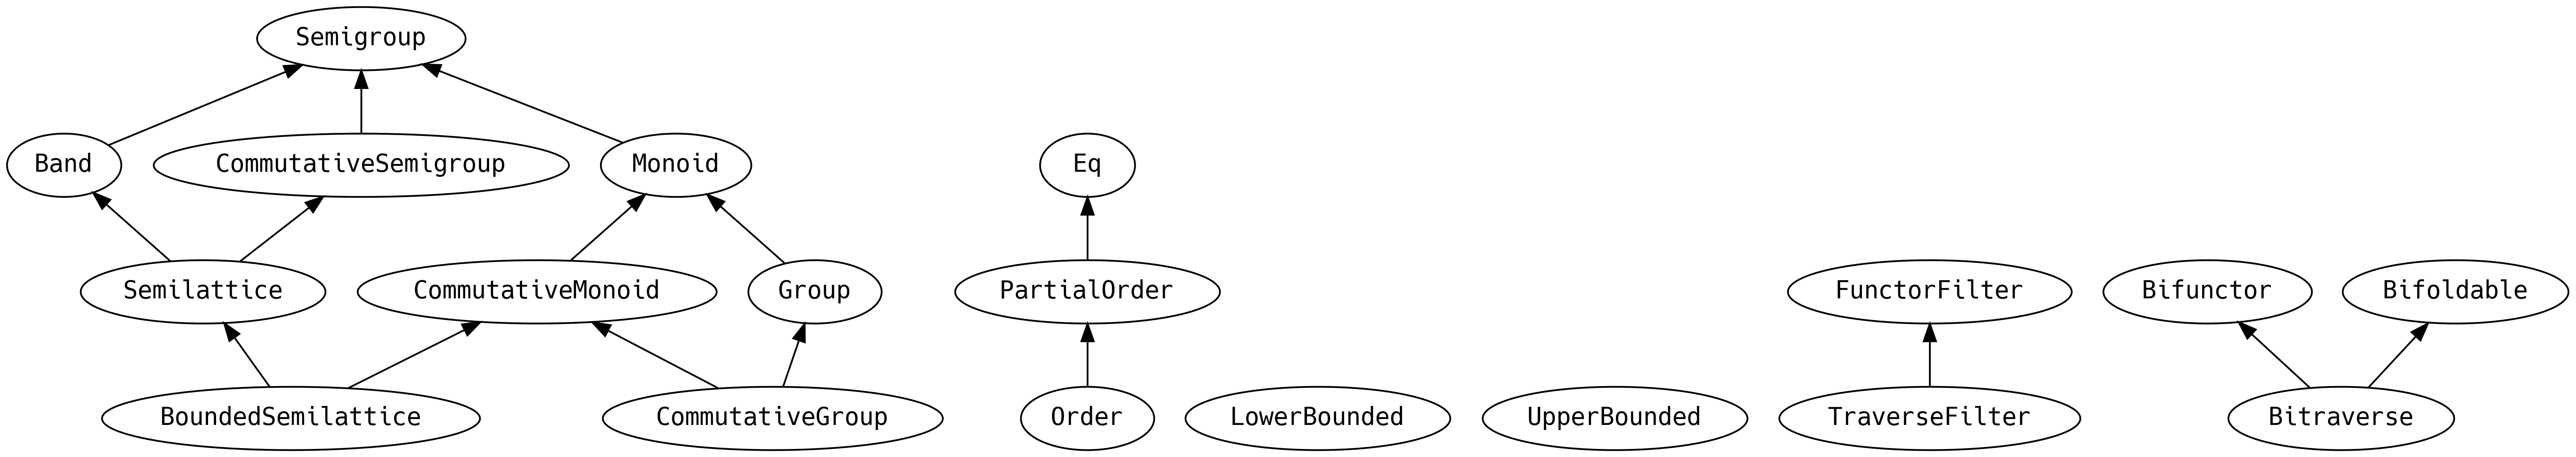 Semigroup
Band
CommutativeSemigroup
Monoid
Eq
Semilattice
CommutativeMonoid
Group
PartialOrder
FunctorFilter
Bifunctor
Bifoldable
BoundedSemilattice
CommutativeGroup
Order
LowerBounded
UpperBounded
TraverseFilter
Bitraverse